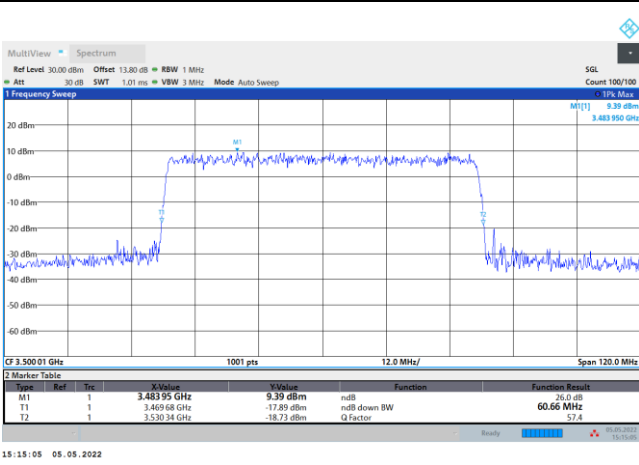 MultiView Spectrum
Ref Level 30.00 dBm Offset 13.80 dB RBW 1 MHz SGL
Att 30 dB SWT 1.01 ms VBW 3 MHz Mode Auto Sweep Count 100/100
1 Frequency Sweep 1Pk Max
M1[1] 9.39 dBm
3.483 950 GHz
20 dBm
M1
10 dBm
0 dBm
-10 dBm
T1 T2
-20 dBm
-30 dBm
-40 dBm
-50 dBm
-60 dBm
CF 3.500 01 GHz 1001 pts 12.0 MHz/ Span 120.0 MHz
2 Marker Table
Type Ref Trc X-Value Y-Value Function Function Result
M1 1 3.483 95 GHz 9.39 dBm ndB 26.0 dB
T1 1 3.469 68 GHz -17.89 dBm ndB down BW 60.66 MHz
T2 1 3.530 34 GHz -18.73 dBm Q Factor 57.4
Ready 05.05.2022
15:15:05
15:15:05 05.05.2022